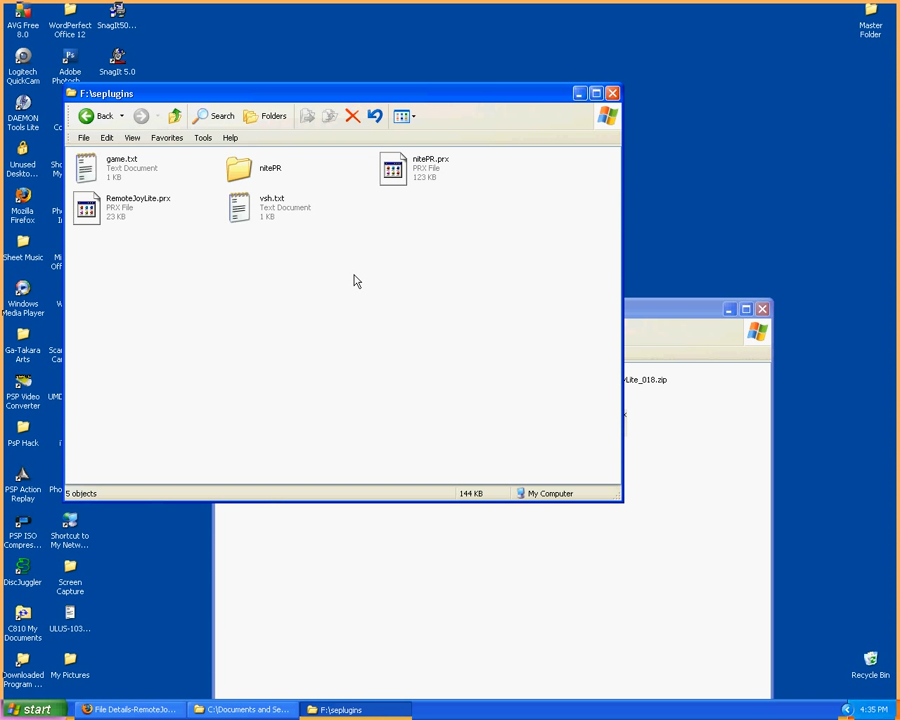 AVG Free
8.0
WordPerfect
Office 12
SnagIt50...
Master
Folder
Logitech
QuickCam
Adobe
SnagIt 5.0
DAEMON
Tools Lite
Unused
Deskto...
Mozilla
Firefox
Sheet Music
Windows
Media Player
Ga-Takara
Arts
PSP Video
Converter
PsP Hack
PSP Action
Replay
PSP ISO
Compres...
Shortcut to
My Netw...
DiscJuggler
Screen
Capture
C810 My
Documents
ULUS-103...
Downloaded
Program ...
My Pictures
Recycle Bin
F:\seplugins
Back
Search
Folders
File Edit View Favorites Tools Help
game.txt
Text Document
1 KB
nitePR
nitePR.prx
PRX File
123 KB
RemoteJoyLite.prx
PRX File
23 KB
vsh.txt
Text Document
1 KB
5 objects
144 KB
My Computer
Lite_018.zip
start
File Details-RemoteJo...
C:\Documents and Se...
F:\seplugins
4:35 PM